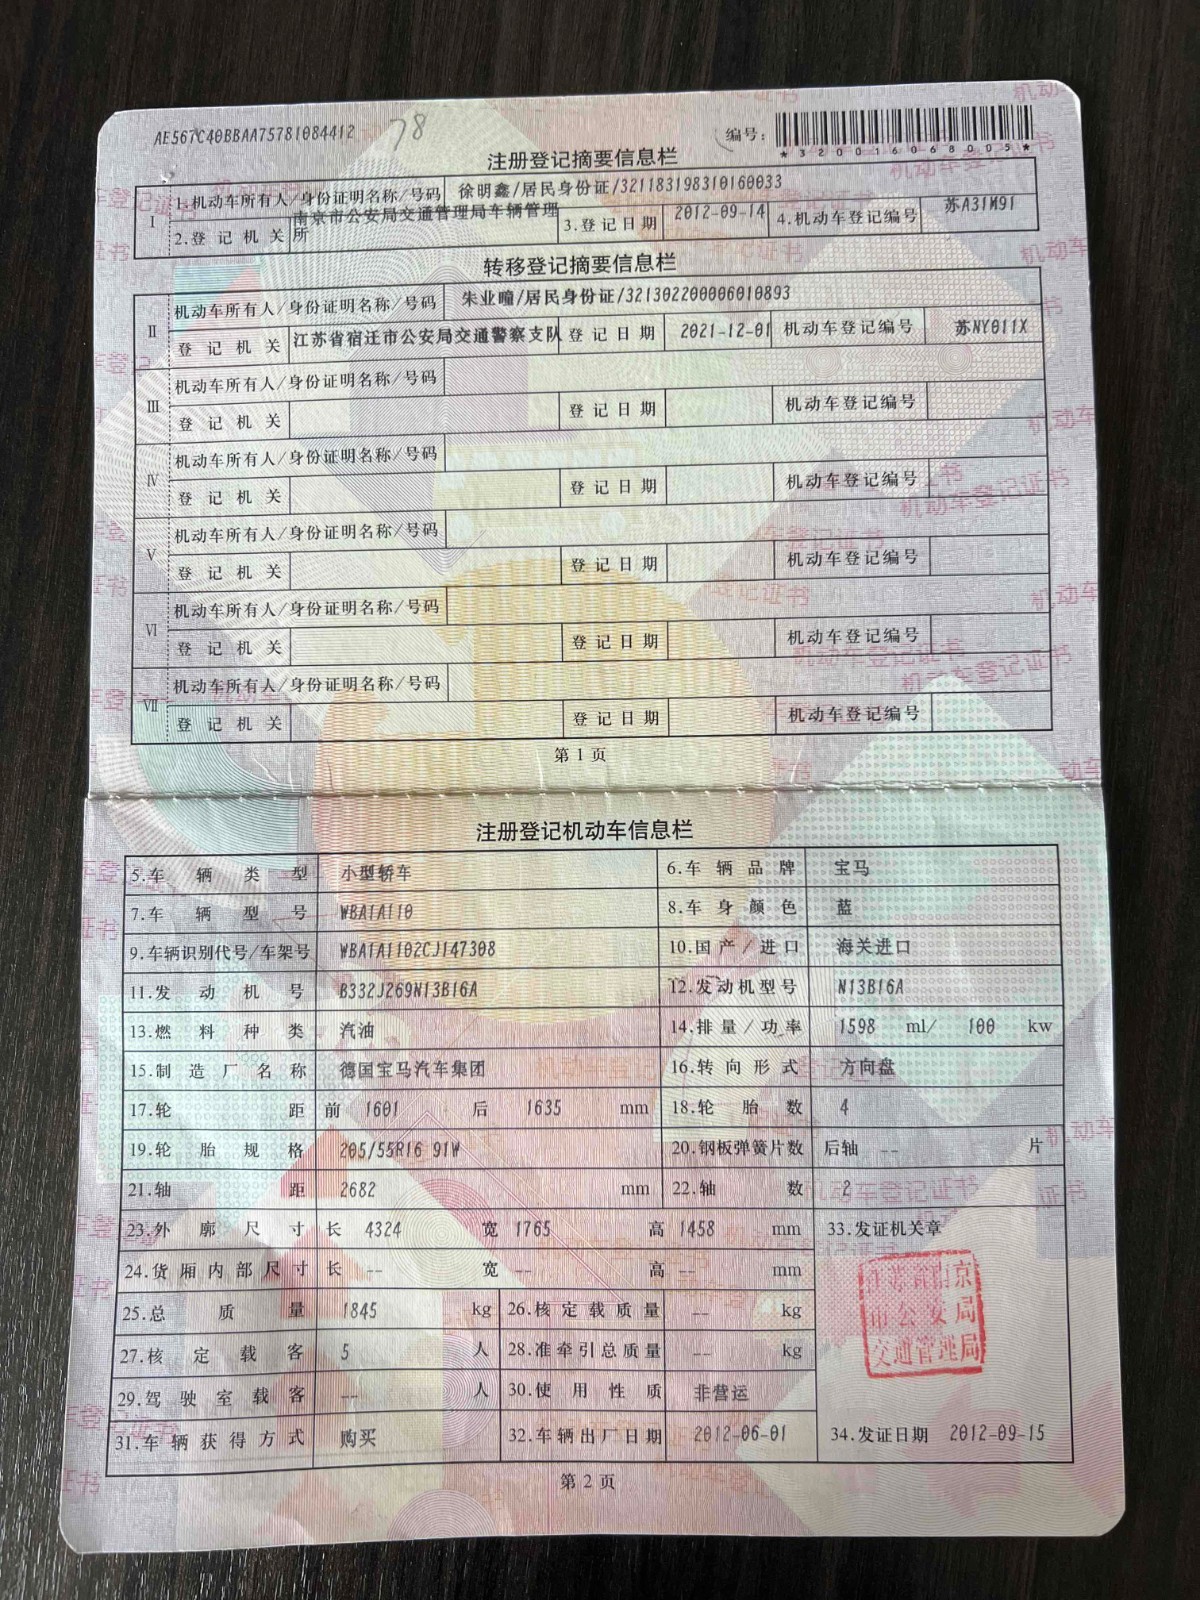 AE567C40BBAA75781084412
78
编号:
*320016068005*
注册登记摘要信息栏
I
1.机动车所有人/身份证明名称/号码 徐明鑫/居民身份证/321183198310160033
2.登记机关 南京市公安局交通管理局车辆管理所 3.登记日期 2012-09-14 4.机动车登记编号 苏A31M91
转移登记摘要信息栏
II
机动车所有人/身份证明名称/号码 朱业曈/居民身份证/321302200006010893
登记机关 江苏省宿迁市公安局交通警察支队 登记日期 2021-12-01 机动车登记编号 苏NY011X
III
机动车所有人/身份证明名称/号码
登记机关 登记日期 机动车登记编号
IV
机动车所有人/身份证明名称/号码
登记机关 登记日期 机动车登记编号
V
机动车所有人/身份证明名称/号码
登记机关 登记日期 机动车登记编号
VI
机动车所有人/身份证明名称/号码
登记机关 登记日期 机动车登记编号
VII
机动车所有人/身份证明名称/号码
登记机关 登记日期 机动车登记编号
第1页
注册登记机动车信息栏
5.车辆类型 小型轿车 6.车辆品牌 宝马
7.车辆型号 WBA1A110 8.车身颜色 蓝
9.车辆识别代号/车架号 WBA1A1102CJ147308 10.国产/进口 海关进口
11.发动机号 B332J269N13B16A 12.发动机型号 N13B16A
13.燃料种类 汽油 14.排量/功率 1598 ml/ 100 kw
15.制造厂名称 德国宝马汽车集团 16.转向形式 方向盘
17.轮距 前 1601 后 1635 mm 18.轮胎数 4
19.轮胎规格 205/55R16 91W 20.钢板弹簧片数 后轴 -- 片
21.轴距 2682 mm 22.轴数 2
23.外廓尺寸 长 4324 宽 1765 高 1458 mm 33.发证机关章
24.货厢内部尺寸 长 -- 宽 -- 高 -- mm
25.总质量 1845 kg 26.核定载质量 -- kg
27.核定载客 5 人 28.准牵引总质量 -- kg
29.驾驶室载客 -- 人 30.使用性质 非营运
31.车辆获得方式 购买 32.车辆出厂日期 2012-06-01 34.发证日期 2012-09-15
江苏省南京
市公安局
交通管理局
第2页